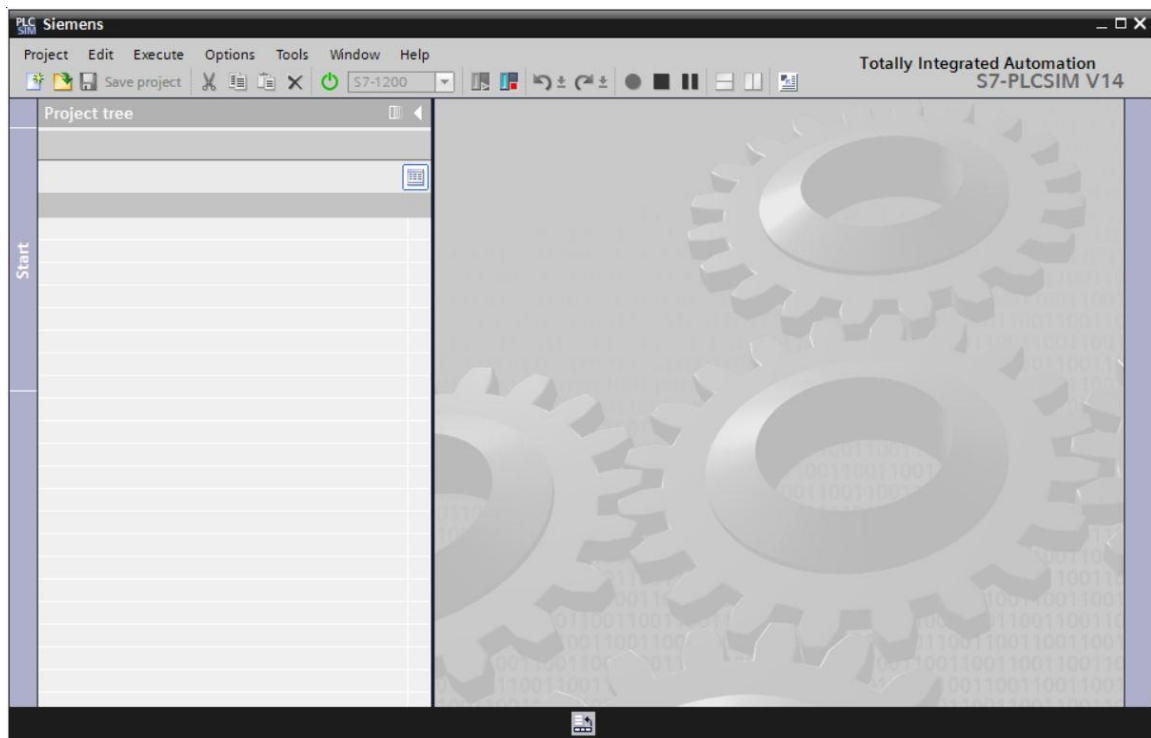 PLC
SIM
Siemens
Project Edit Execute Options Tools Window Help
Totally Integrated Automation
Save project
S7-1200
S7-PLCSIM V14
Project tree
Start